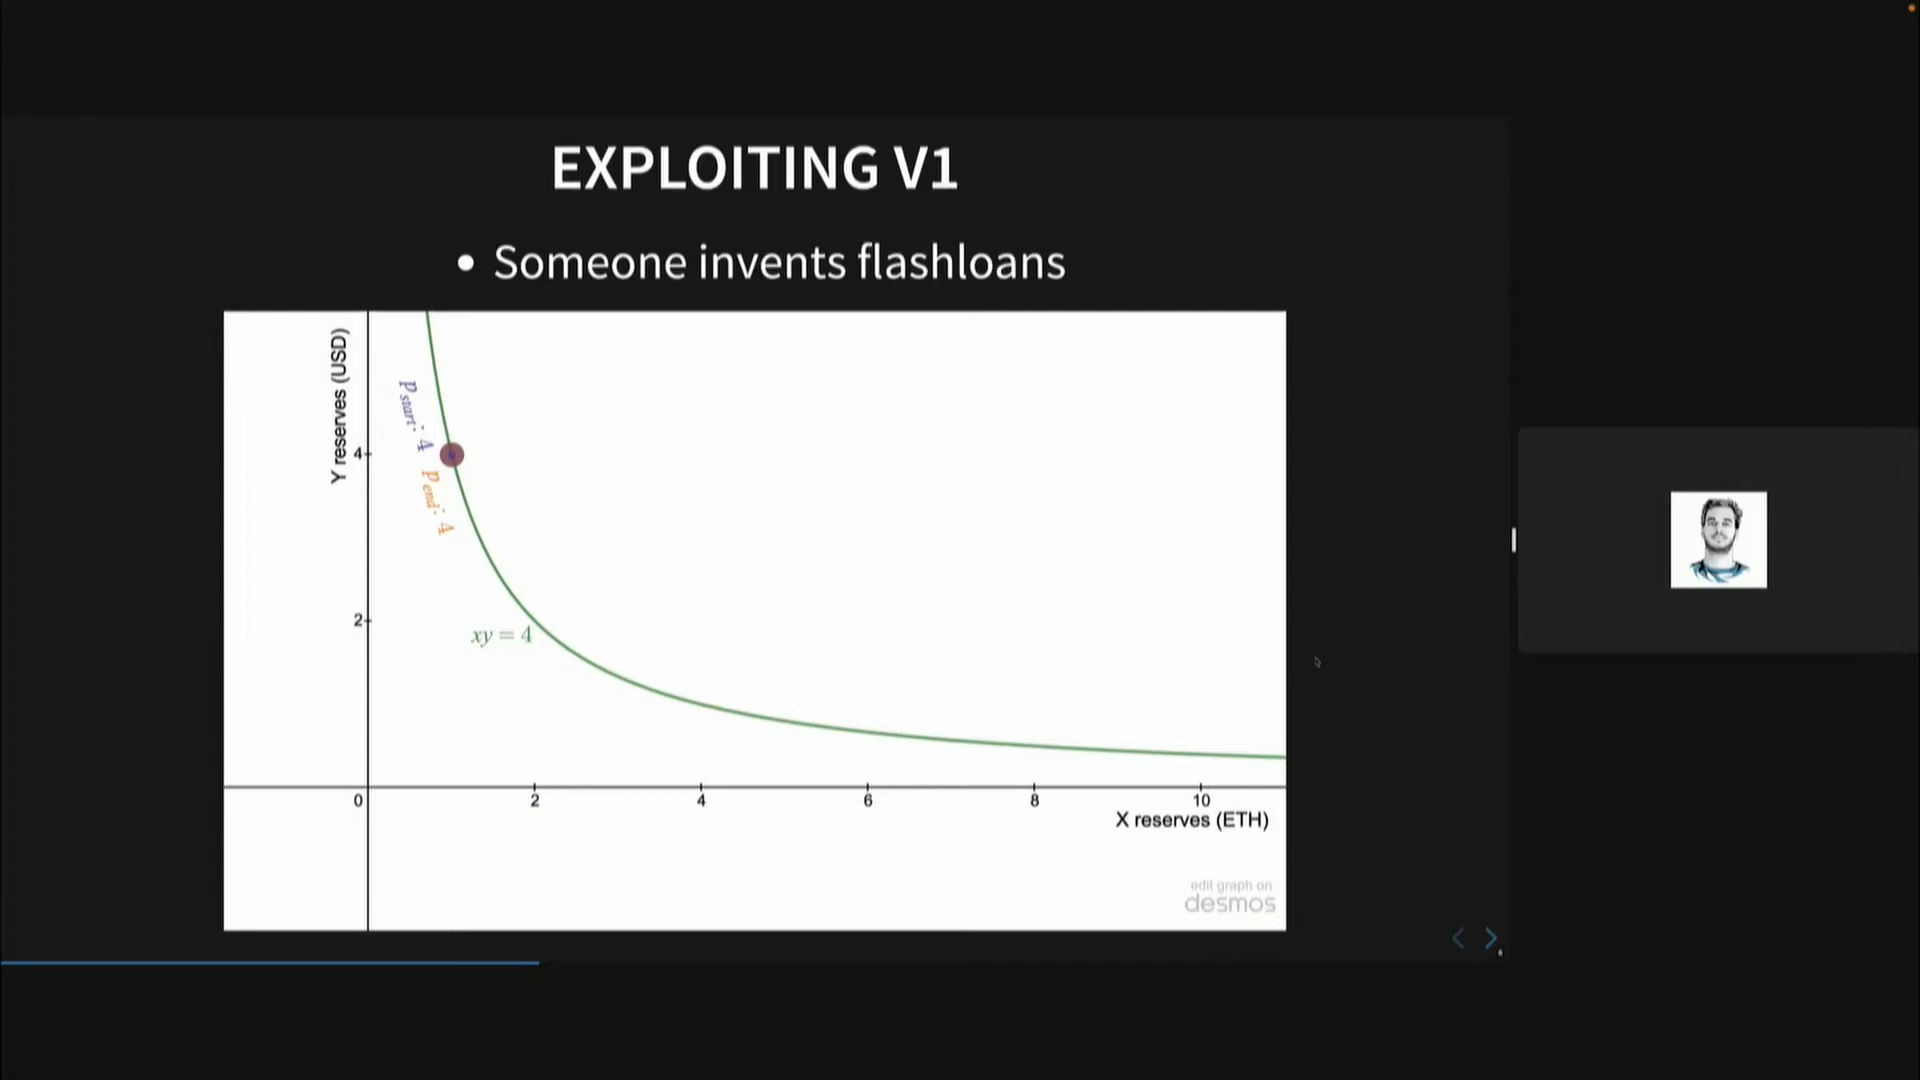 EXPLOITING V1
• Someone invents flashloans
Y reserves (USD)
p start: 4
p end: 4
4
2
xy = 4
0
2
4
6
8
10
X reserves (ETH)
edit graph on
desmos